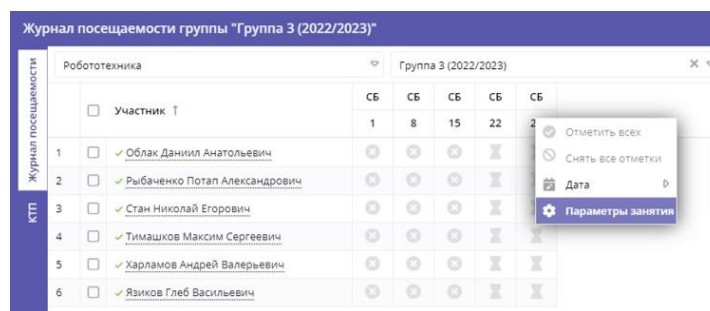 Журнал посещаемости группы "Группа 3 (2022/2023)"
Журнал посещаемости
КТП
Робототехника
Группа 3 (2022/2023)
Участник ↑
СБ СБ СБ СБ СБ
1 8 15 22 2
Отметить всех
Снять все отметки
Дата
Параметры занятия
1 Облак Даниил Анатольевич
2 Рыбаченко Потап Александрович
3 Стан Николай Егорович
4 Тимашков Максим Сергеевич
5 Харламов Андрей Валерьевич
6 Языков Глеб Васильевич